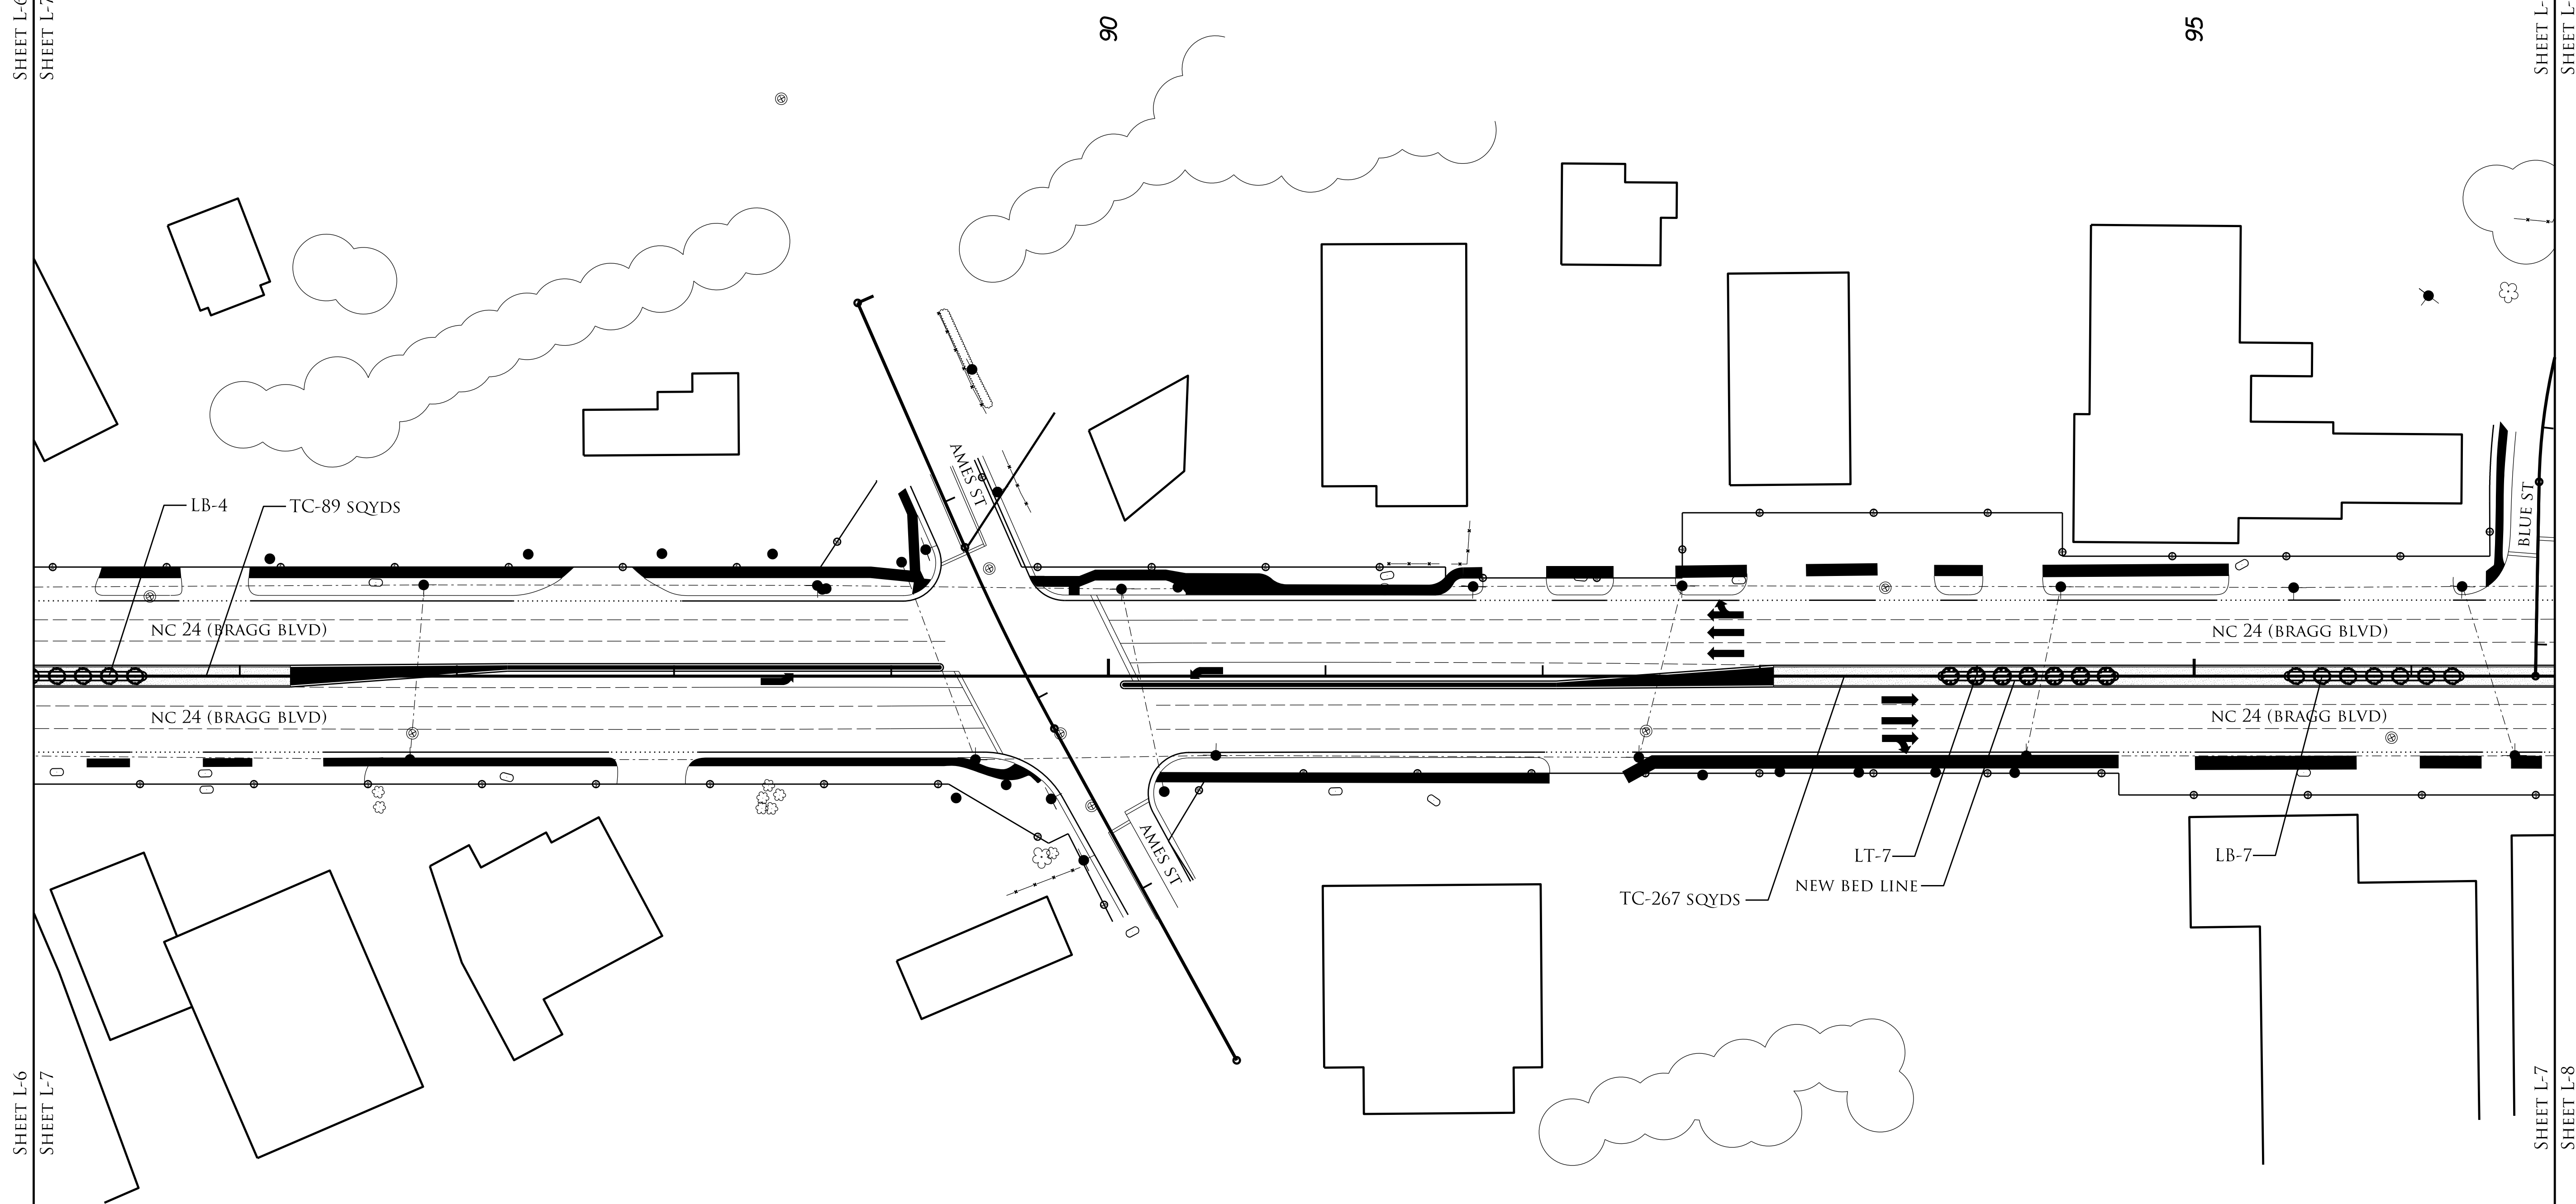 SHEET L-6
SHEET L-7
90
95
SHEET L-
SHEET L-
AMES ST
LB-4
TC-89 SQYDS
BLUE ST
NC 24 (BRAGG BLVD)
NC 24 (BRAGG BLVD)
NC 24 (BRAGG BLVD)
NC 24 (BRAGG BLVD)
AMES ST
LT-7
LB-7
NEW BED LINE
TC-267 SQYDS
SHEET L-6
SHEET L-7
SHEET L-7
SHEET L-8